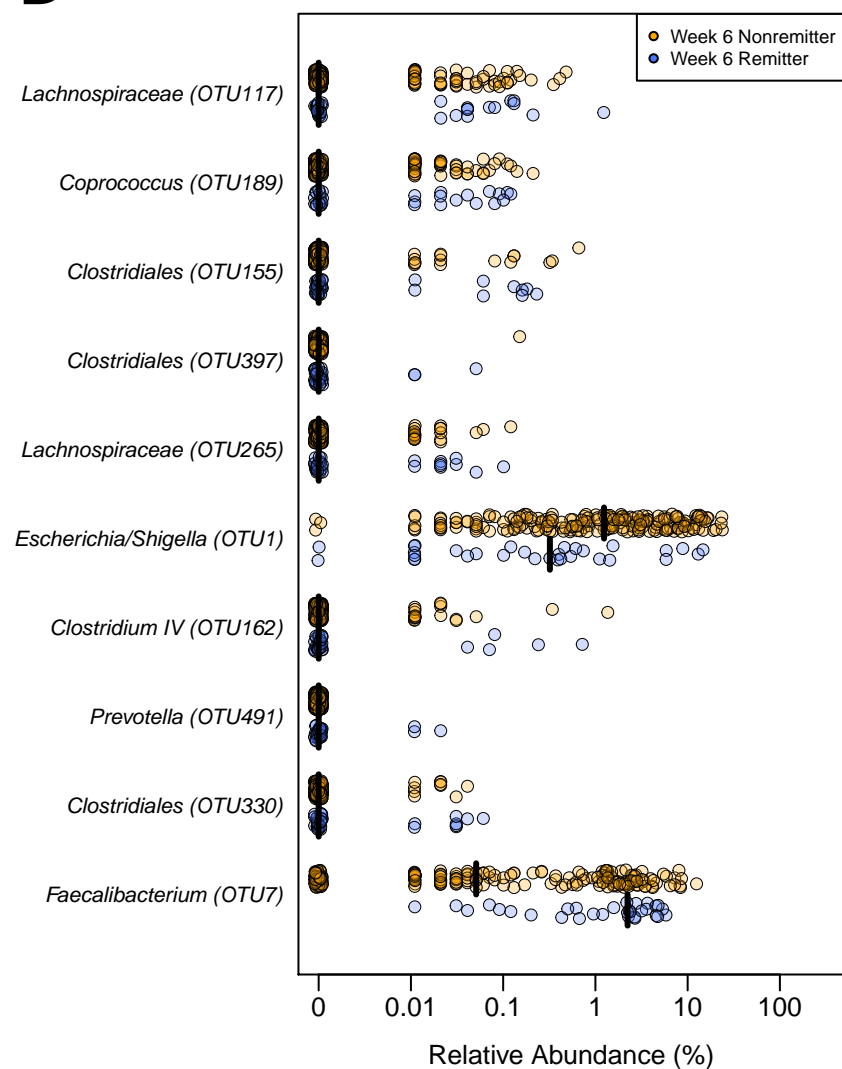 Week 6 Nonremitter
Week 6 Remitter
Lachnospiraceae (OTU117)
Coprococcus (OTU189)
Clostridiales (OTU155)
Clostridiales (OTU397)
Lachnospiraceae (OTU265)
Escherichia/Shigella (OTU1)
Clostridium IV (OTU162)
Prevotella (OTU491)
Clostridiales (OTU330)
Faecalibacterium (OTU7)
0 0.01 0.1 1 10 100
Relative Abundance (%)